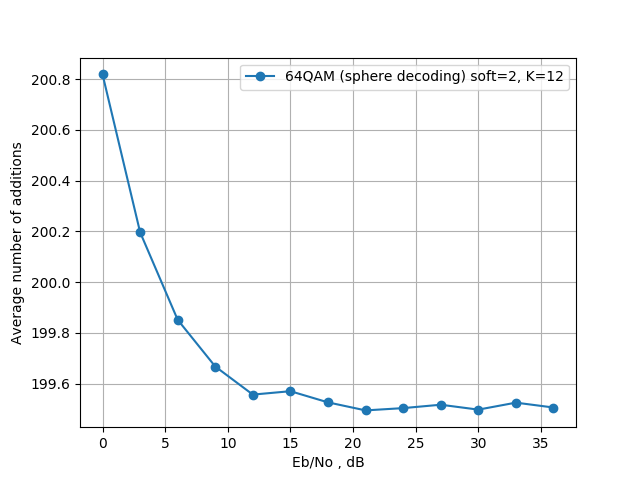 64QAM (sphere decoding) soft=2, K=12
Average number of additions
200.8
200.6
200.4
200.2
200.0
199.8
199.6
0 5 10 15 20 25 30 35
Eb/No , dB